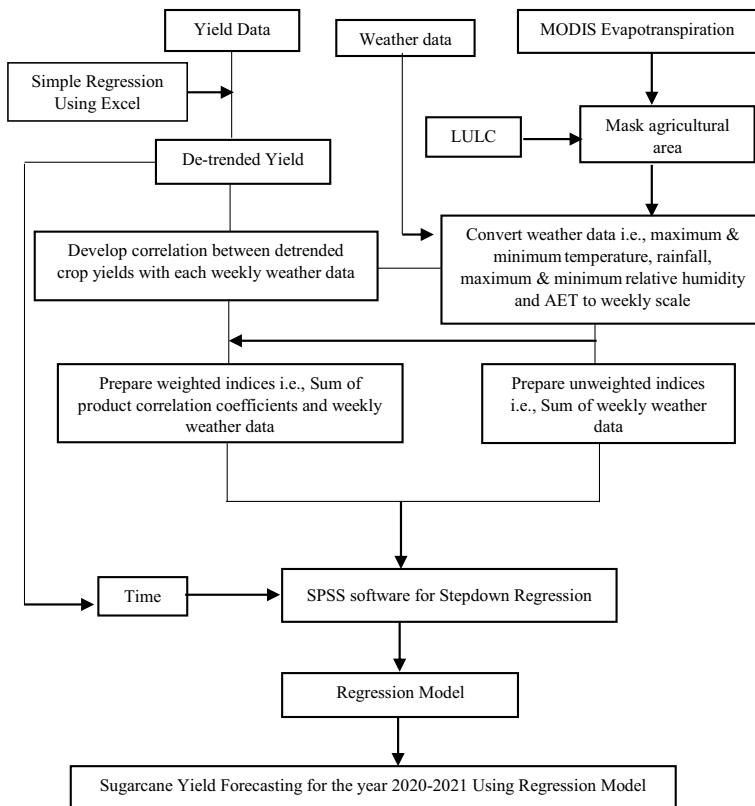 Yield Data
Weather data
MODIS Evapotranspiration
Simple Regression
Using Excel
LULC
Mask agricultural
area
De-trended Yield
Develop correlation between detrended
crop yields with each weekly weather data
Convert weather data i.e., maximum &
minimum temperature, rainfall,
maximum & minimum relative humidity
and AET to weekly scale
Prepare weighted indices i.e., Sum of
product correlation coefficients and weekly
weather data
Prepare unweighted indices
i.e., Sum of weekly weather
data
Time
SPSS software for Stepdown Regression
Regression Model
Sugarcane Yield Forecasting for the year 2020-2021 Using Regression Model